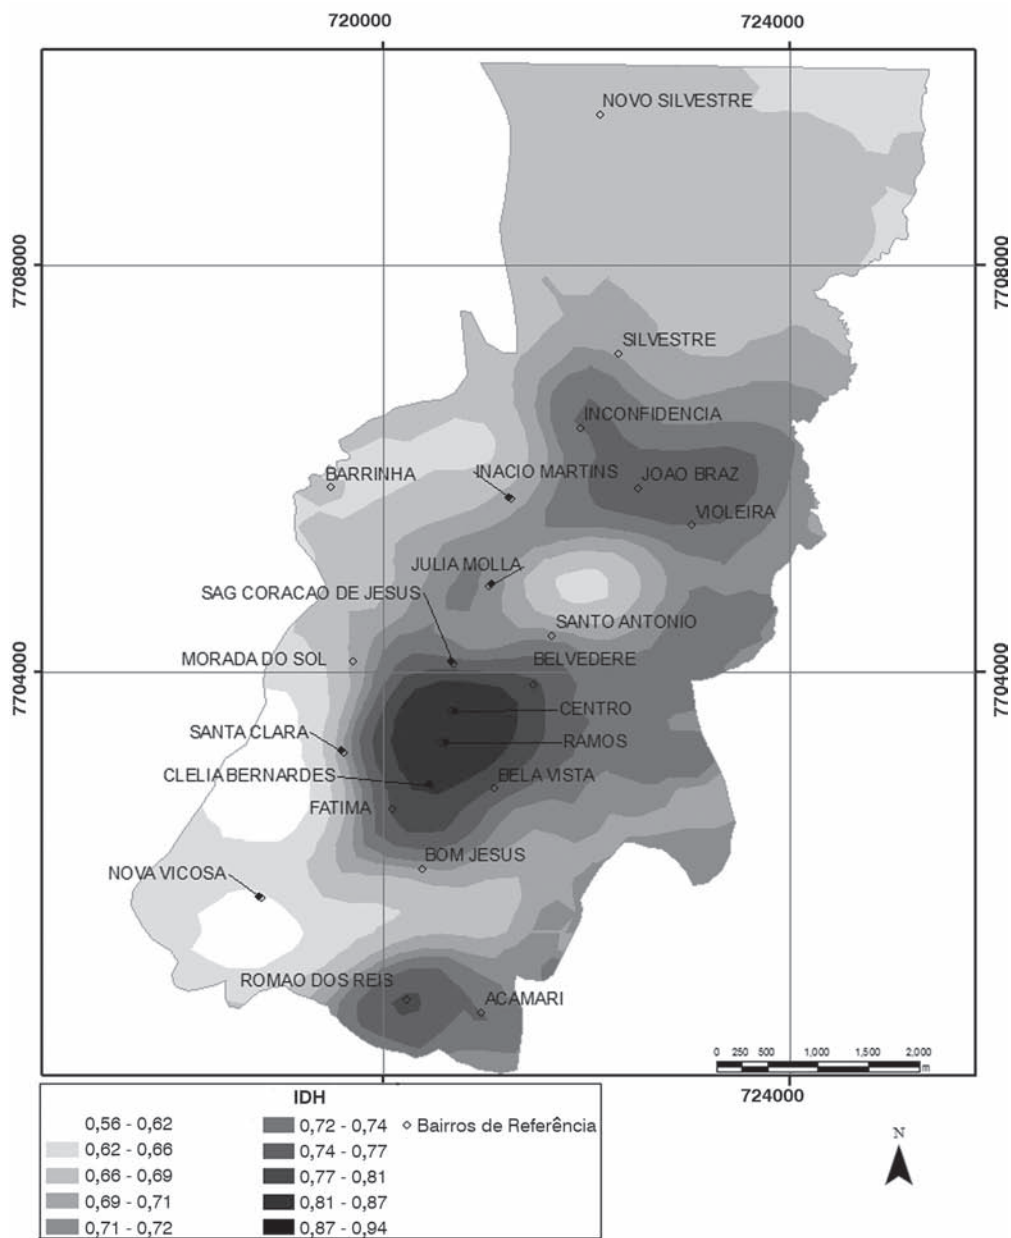 720000 724000
NOVO SILVESTRE
7708000 7708000
SILVESTRE
INCONFIDENCIA
BARRINHA INACIO MARTINS JOAO BRAZ
VIOLEIRA
JULIA MOLLA
SAG CORACAO DE JESUS
SANTO ANTONIO
MORADA DO SOL BELVEDERE
7704000 7704000
CENTRO
SANTA CLARA RAMOS
CLELIA BERNARDES BELA VISTA
FATIMA
BOM JESUS
NOVA VICOSA
ROMAO DOS REIS ACAMARI
0 250 500 1,000 1,500 2,000
m
720000 724000
IDH
0,56 - 0,62 0,72 - 0,74 Bairros de Referência
0,62 - 0,66 0,74 - 0,77
0,66 - 0,69 0,77 - 0,81
0,69 - 0,71 0,81 - 0,87
0,71 - 0,72 0,87 - 0,94
N